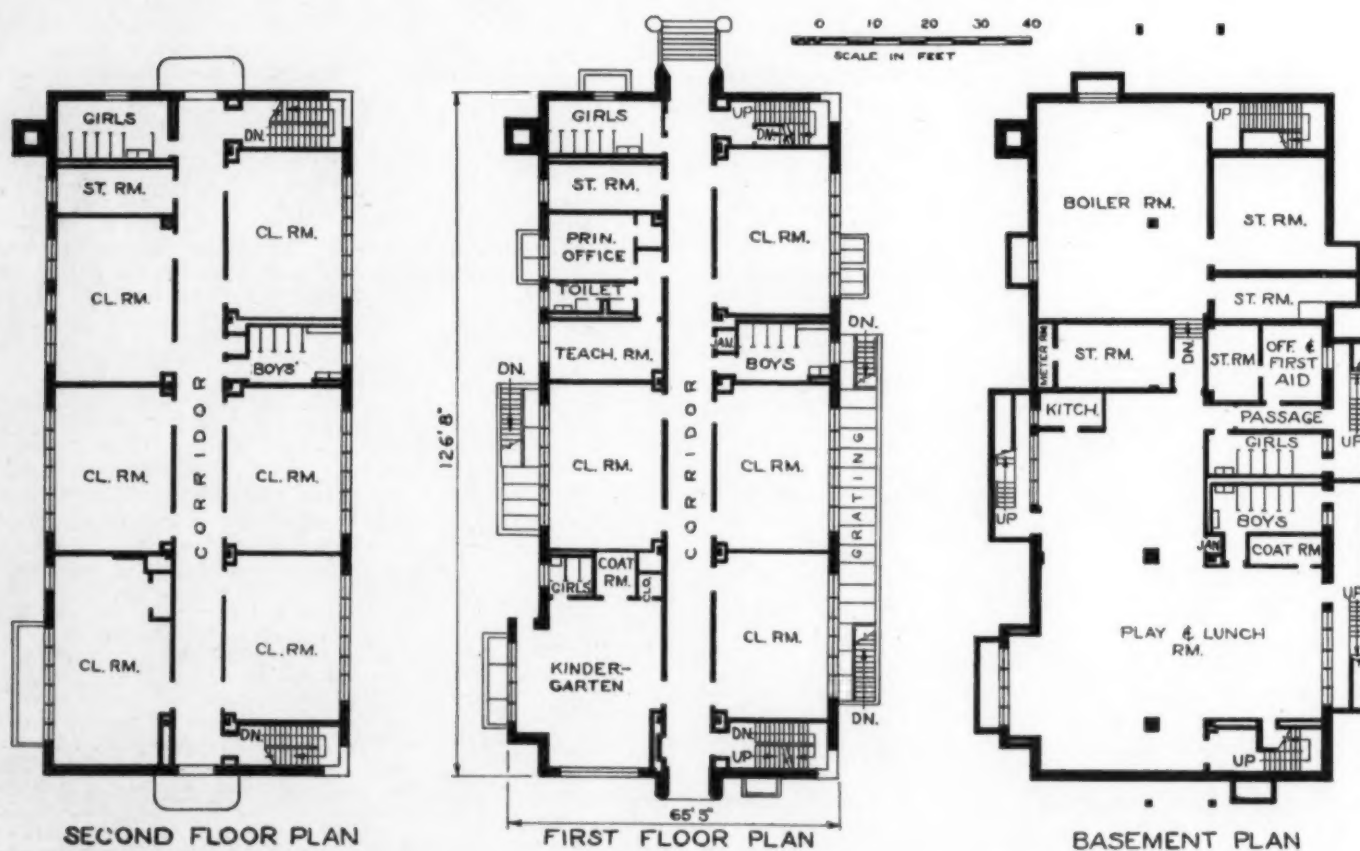 0 10 20 30 40
SCALE IN FEET
GIRLS
DN.
ST. RM.
CL. RM.
CL. RM.
BOYS'
CORRIDOR
CL. RM.
CL. RM.
CL. RM.
CL. RM.
DN.
SECOND FLOOR PLAN
GIRLS
UP
DN.
ST. RM.
PRIN. OFFICE
CL. RM.
TOILET
TEACH. RM.
JAN.
BOYS
DN.
DN.
126' 8"
CORRIDOR
CL. RM.
CL. RM.
GRATING
GIRLS
COAT RM.
CLO.
KINDER-
GARTEN
CL. RM.
DN.
DN.
UP
65' 5"
FIRST FLOOR PLAN
UP
BOILER RM.
ST. RM.
ST. RM.
METER RM.
ST. RM.
DN.
ST. RM
OFF. &
FIRST
AID
KITCH.
PASSAGE
UP
GIRLS
UP
BOYS
JAN.
COAT RM
UP
PLAY & LUNCH
RM.
UP
BASEMENT PLAN